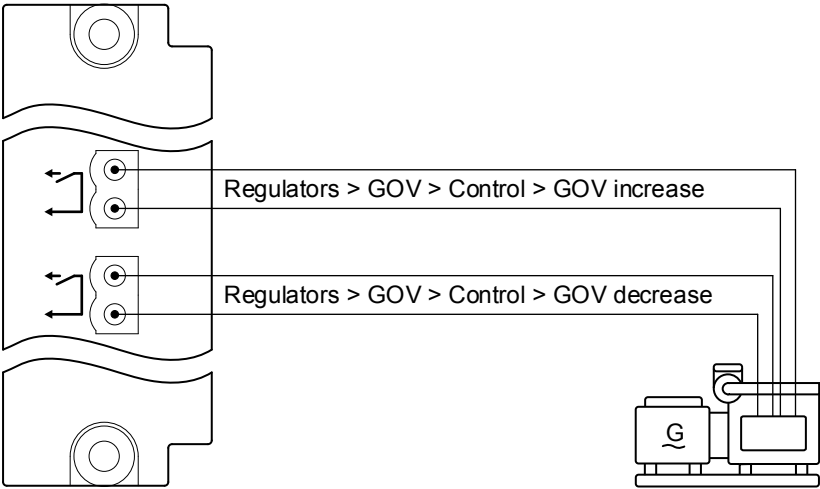 Regulators > GOV > Control > GOV increase
Regulators > GOV > Control > GOV decrease
G